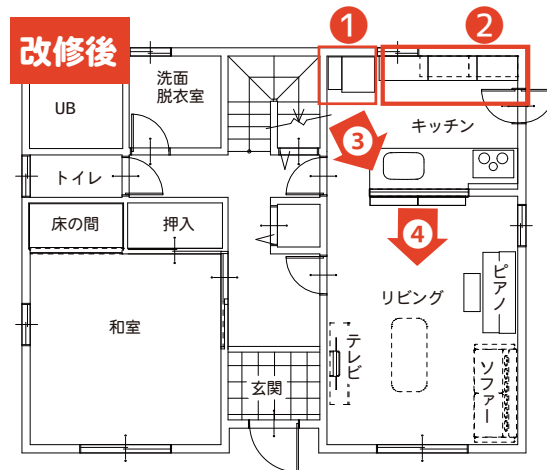 改修後
1
2
洗面
脱衣室
UB
キッチン
3
トイレ
床の間
押入
4
リビング
ピアノ
和室
テレビ
ソファー
玄関